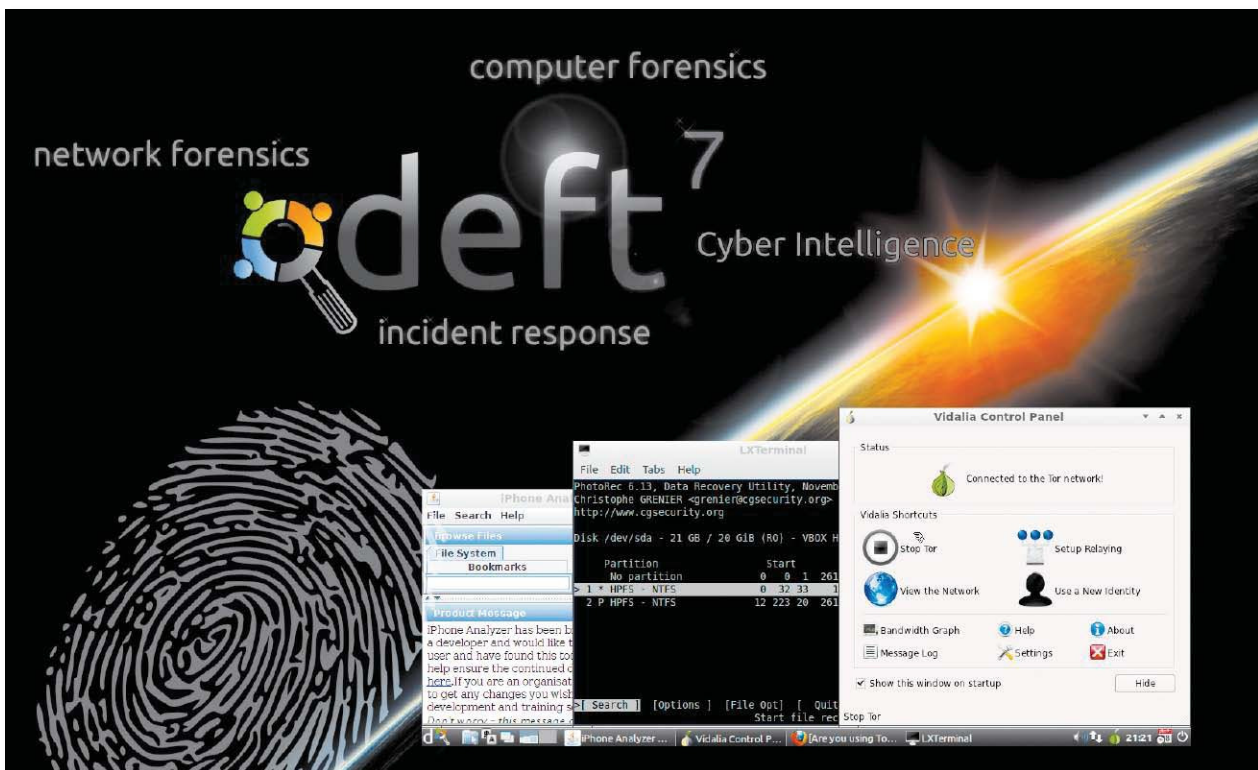 computer forensics
network forensics
deft 7
Cyber Intelligence
incident response
iPhone Ana
File Search Help
Browse Files
File System
Bookmarks
Product Message
iPhone Analyzer has been b
a developer and would like t
user and have found this to
help ensure the continued
here.If you are an organisat
to get any changes you wish
development and training s
Don't worry - this message
LXTerminal
File Edit Tabs Help
PhotoRec 6.13, Data Recovery Utility, Novemb
Christophe GRENIER <grenier@cgsecurity.org>
http://www.cgsecurity.org
Disk /dev/sda - 21 GB / 20 GiB (RO) - VBOX H
Partition Start
No partition 0 0 1 261
> 1 * HPFS - NTFS 0 32 33 1
2 P HPFS - NTFS 12 223 20 261
>[ Search ] [Options ] [File Opt] [ Quit
Start file rec
Vidalia Control Panel
Status
Connected to the Tor network!
Vidalia Shortcuts
Stop Tor Setup Relaying
View the Network Use a New Identity
Bandwidth Graph Help About
Message Log Settings Exit
Show this window on startup Hide
Stop Tor
d iPhone Analyzer ... Vidalia Control P... [Are you using To... LXTerminal 21:21